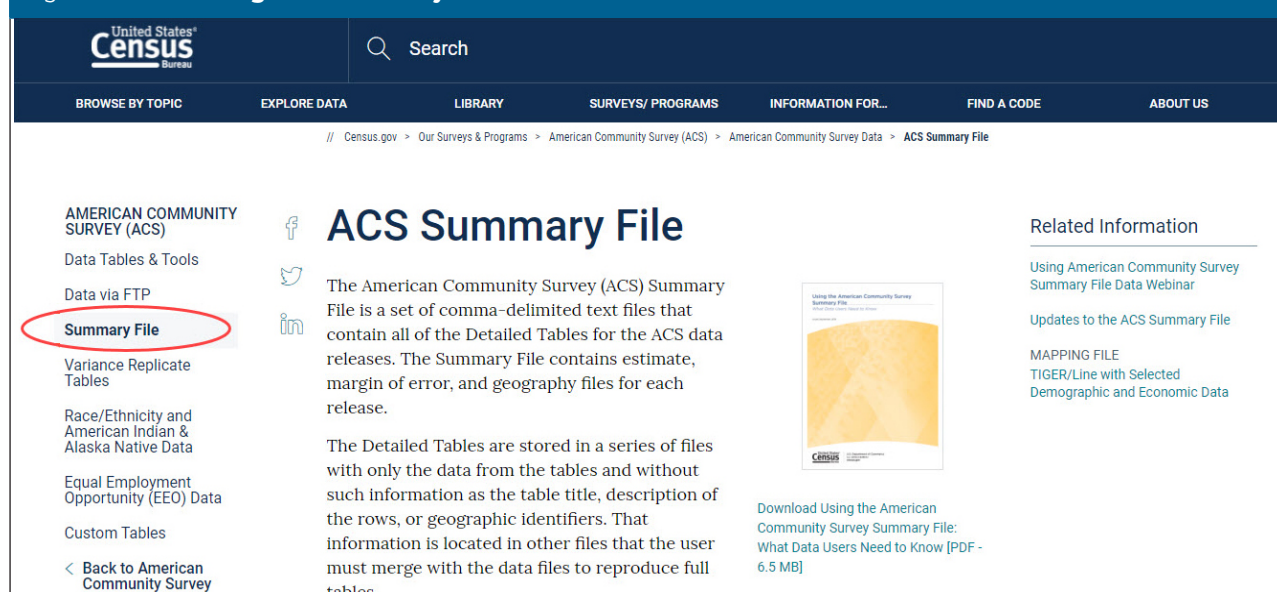 United States®
Census
Bureau
Search
BROWSE BY TOPIC
EXPLORE DATA
LIBRARY
SURVEYS/ PROGRAMS
INFORMATION FOR...
FIND A CODE
ABOUT US
// Census.gov > Our Surveys & Programs > American Community Survey (ACS) > American Community Survey Data > ACS Summary File
AMERICAN COMMUNITY
SURVEY (ACS)
Data Tables & Tools
Data via FTP
Summary File
Variance Replicate
Tables
Race/Ethnicity and
American Indian &
Alaska Native Data
Equal Employment
Opportunity (EEO) Data
Custom Tables
< Back to American
Community Survey
ACS Summary File
The American Community Survey (ACS) Summary
File is a set of comma-delimited text files that
contain all of the Detailed Tables for the ACS data
releases. The Summary File contains estimate,
margin of error, and geography files for each
release.
The Detailed Tables are stored in a series of files
with only the data from the tables and without
such information as the table title, description of
the rows, or geographic identifiers. That
information is located in other files that the user
must merge with the data files to reproduce full
tables.
Using the American Community Survey
Summary File
What Data Users Need to Know
United States
Census
Download Using the American
Community Survey Summary File:
What Data Users Need to Know [PDF -
6.5 MB]
Related Information
Using American Community Survey
Summary File Data Webinar
Updates to the ACS Summary File
MAPPING FILE
TIGER/Line with Selected
Demographic and Economic Data